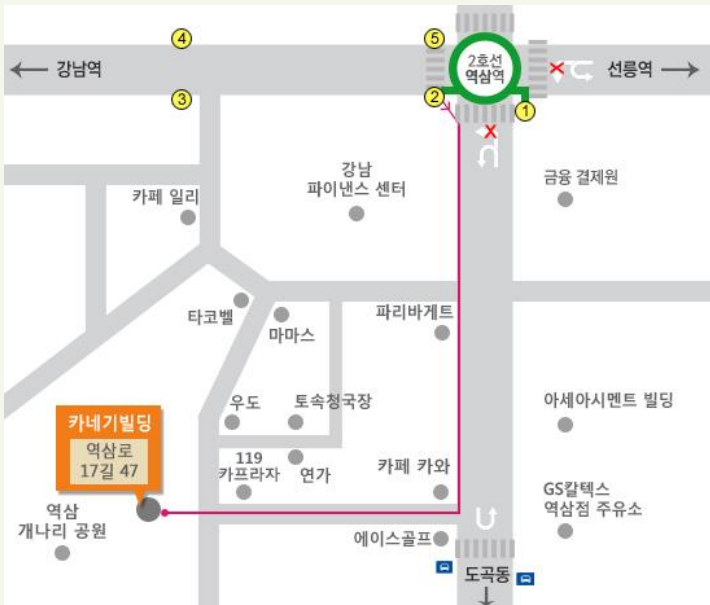 ④
⑤
2호선
역삼역
강남역
선릉역
③
②
①
강남
파이낸스 센터
금융 결제원
카페 일리
타코벨
마마스
파리바게트
우도
토속청국장
아세아시멘트 빌딩
카네기빌딩
역삼로
17길 47
119
카프라자
연가
카페 카와
GS칼텍스
역삼점 주유소
역삼
개나리 공원
에이스골프
도곡동